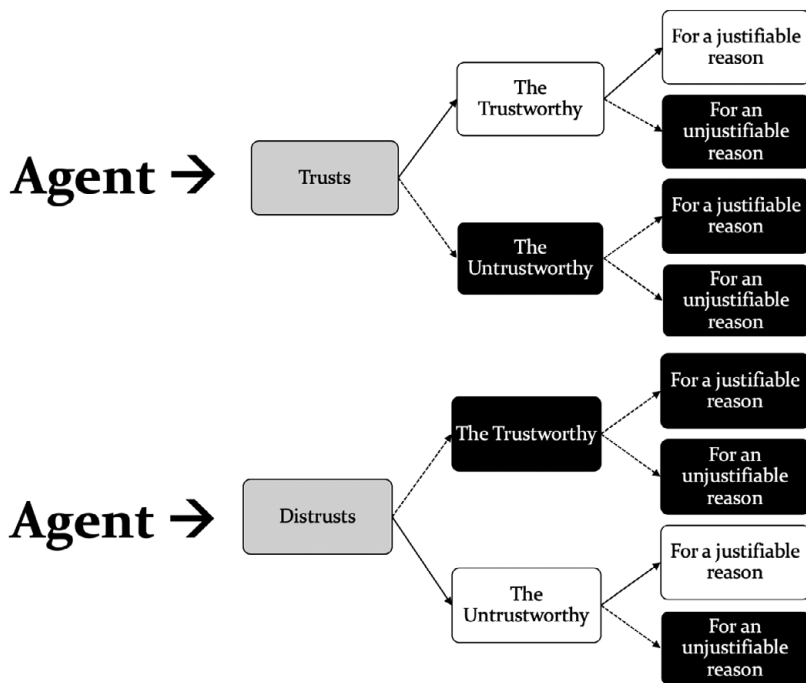 Agent →
Trusts
The
Trustworthy
For a justifiable
reason
For an
unjustifiable
reason
The
Untrustworthy
For a justifiable
reason
For an
unjustifiable
reason
Agent →
Distrusts
The Trustworthy
For a justifiable
reason
For an
unjustifiable
reason
The
Untrustworthy
For a justifiable
reason
For an
unjustifiable
reason